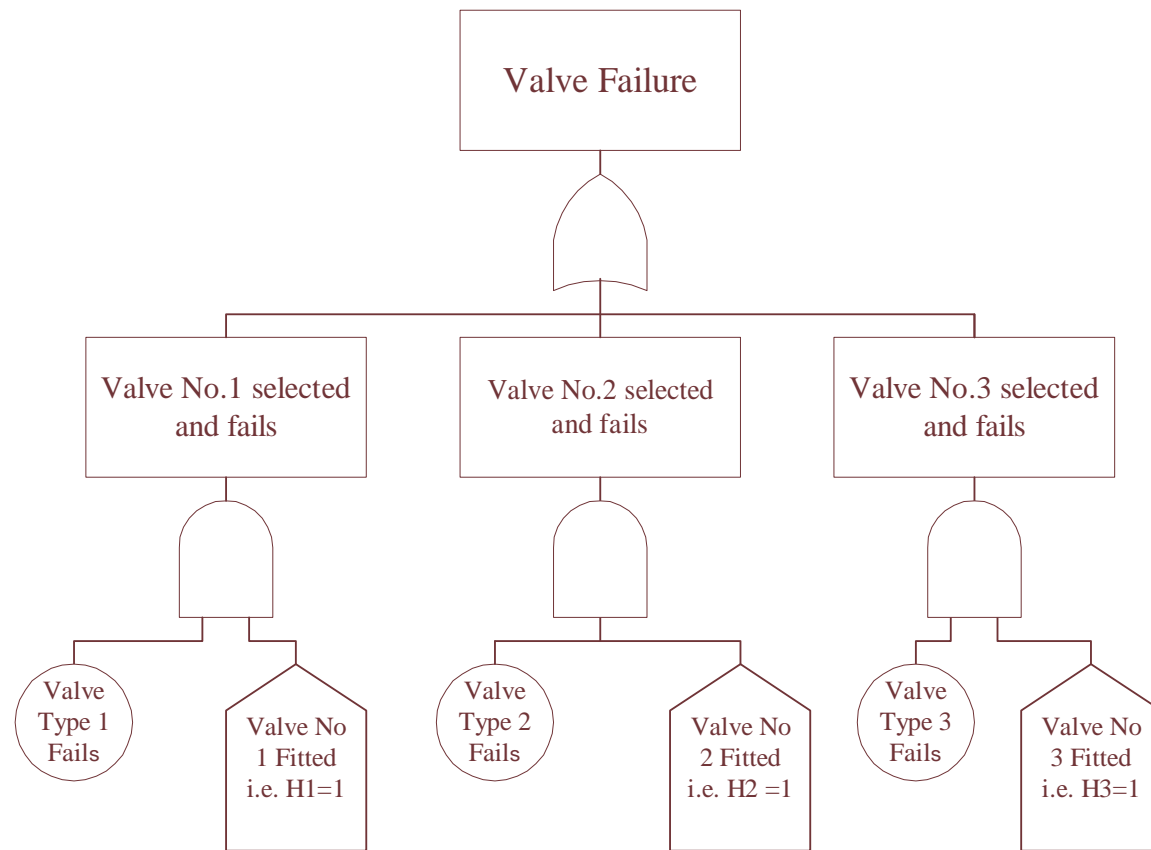 Valve Failure
Valve No.1 selected
and fails
Valve No.2 selected
and fails
Valve No.3 selected
and fails
Valve
Type 1
Fails
Valve No
1 Fitted
i.e. H1=1
Valve
Type 2
Fails
Valve No
2 Fitted
i.e. H2 =1
Valve
Type 3
Fails
Valve No
3 Fitted
i.e. H3=1